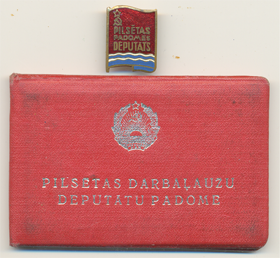 PILSĒTAS
PADOMES
DEPUTĀTS
PILSĒTAS DARBAĻAUŽU
DEPUTĀTU PADOME